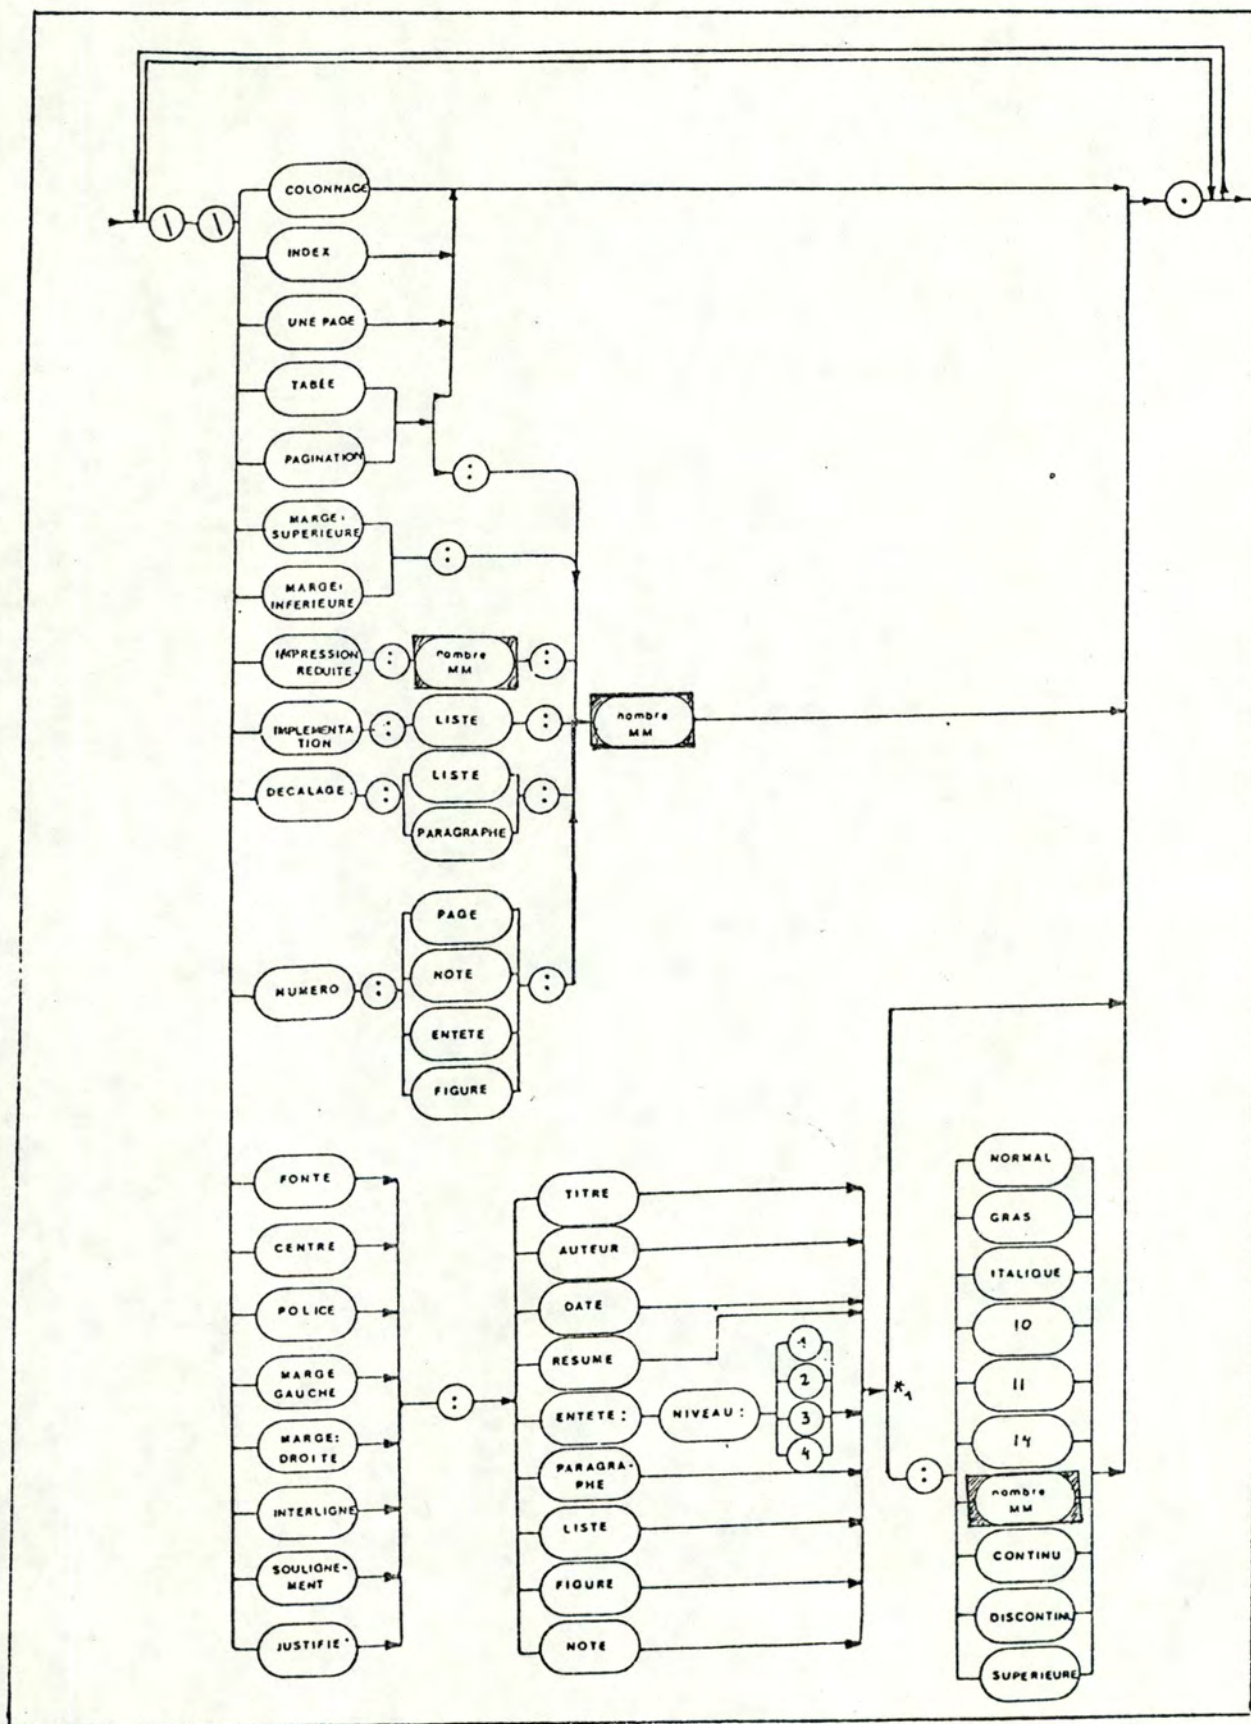 \ \ COLONNAGE .
INDEX
UNE PAGE
TABLE
PAGINATION
:
MARGE:
SUPERIEURE
:
MARGE:
INFERIEURE
IMPRESSION
REDUITE
: nombre
MM
:
nombre
MM
IMPLEMENTA
TION
: LISTE :
DECALAGE : LISTE :
PARAGRAPHE
PAGE
NUMERO : NOTE :
ENTETE
FIGURE
FONTE
CENTRE
POLICE
MARGE
GAUCHE
MARGE:
DROITE
INTERLIGNE
SOULIGNE-
MENT
JUSTIFIE
:
TITRE
AUTEUR
DATE
RESUME
ENTETE: NIVEAU: 1
2
3
4
PARAGRA-
PHE
LISTE
FIGURE
NOTE
*1
:
NORMAL
GRAS
ITALIQUE
10
11
14
nombre
MM
CONTINU
DISCONTINU
SUPERIEURE